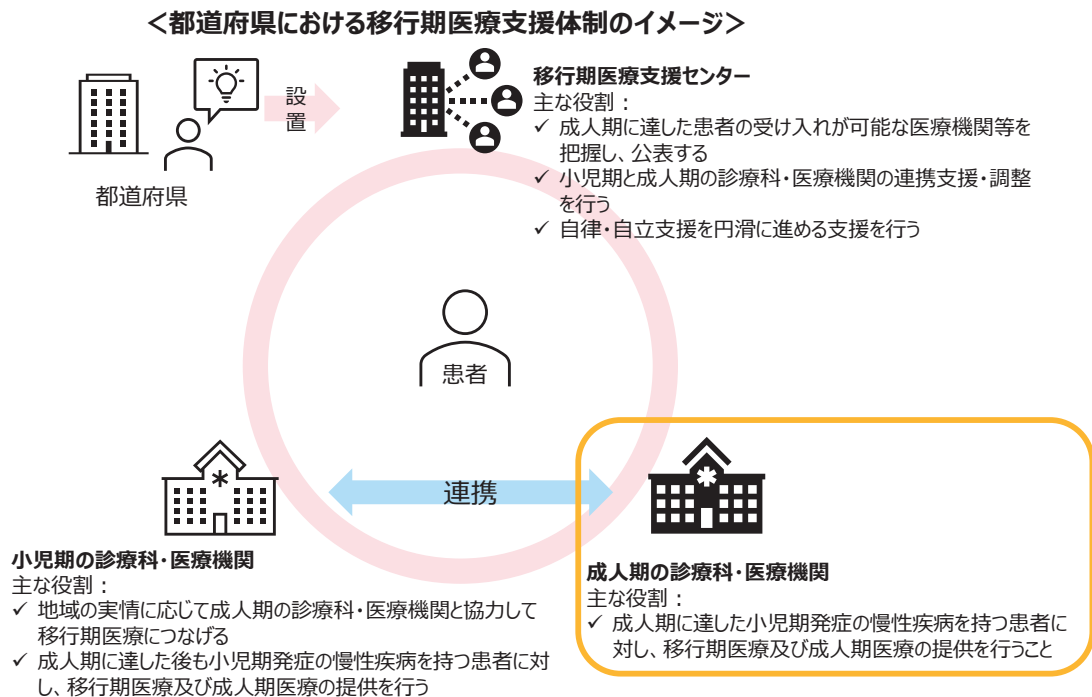 ＜都道府県における移行期医療支援体制のイメージ＞
設
置
都道府県
移行期医療支援センター
主な役割：
✓ 成人期に達した患者の受け入れが可能な医療機関等を
把握し、公表する
✓ 小児期と成人期の診療科・医療機関の連携支援・調整
を行う
✓ 自律・自立支援を円滑に進める支援を行う
患者
連携
小児期の診療科・医療機関
主な役割：
✓ 地域の実情に応じて成人期の診療科・医療機関と協力して
移行期医療につなげる
✓ 成人期に達した後も小児期発症の慢性疾病を持つ患者に対
し、移行期医療及び成人期医療の提供を行う
成人期の診療科・医療機関
主な役割：
✓ 成人期に達した小児期発症の慢性疾病を持つ患者に
対し、移行期医療及び成人期医療の提供を行うこと